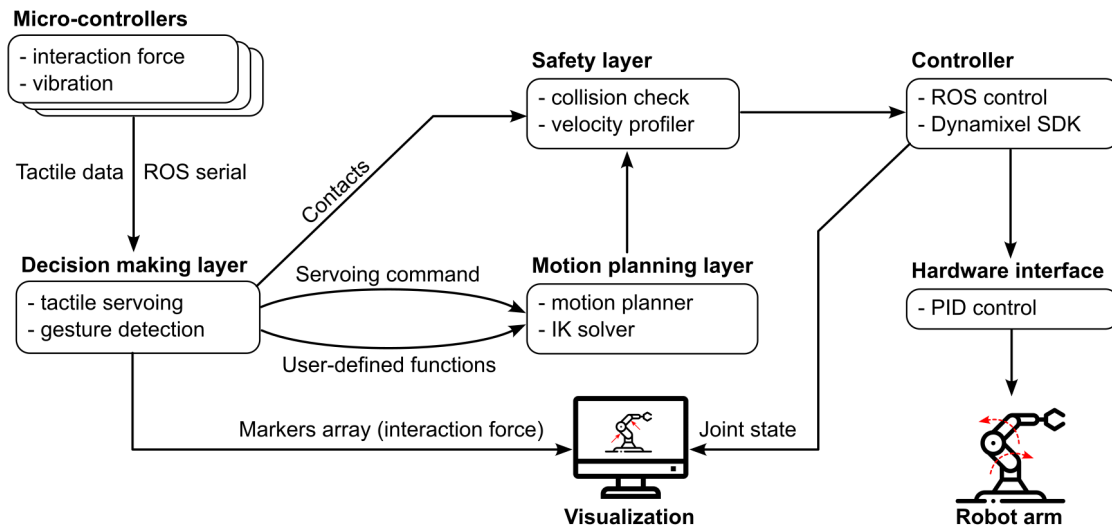 Micro-controllers
- interaction force
- vibration
Safety layer
- collision check
- velocity profiler
Controller
- ROS control
- Dynamixel SDK
Tactile data
ROS serial
Contacts
Decision making layer
- tactile servoing
- gesture detection
Servoing command
User-defined functions
Motion planning layer
- motion planner
- IK solver
Hardware interface
- PID control
Markers array (interaction force)
Joint state
Visualization
Robot arm